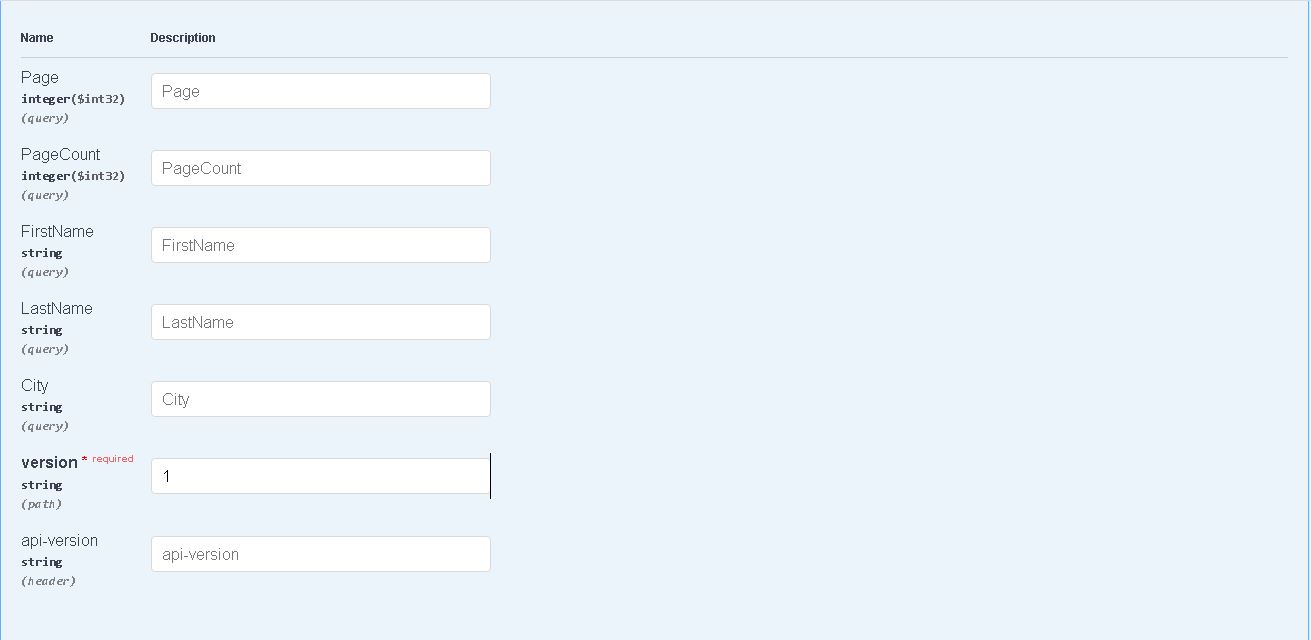 Name Description
Page
integer($int32)
(query)
Page
PageCount
integer($int32)
(query)
PageCount
FirstName
string
(query)
FirstName
LastName
string
(query)
LastName
City
string
(query)
City
version * required
string
(path)
1
api-version
string
(header)
api-version